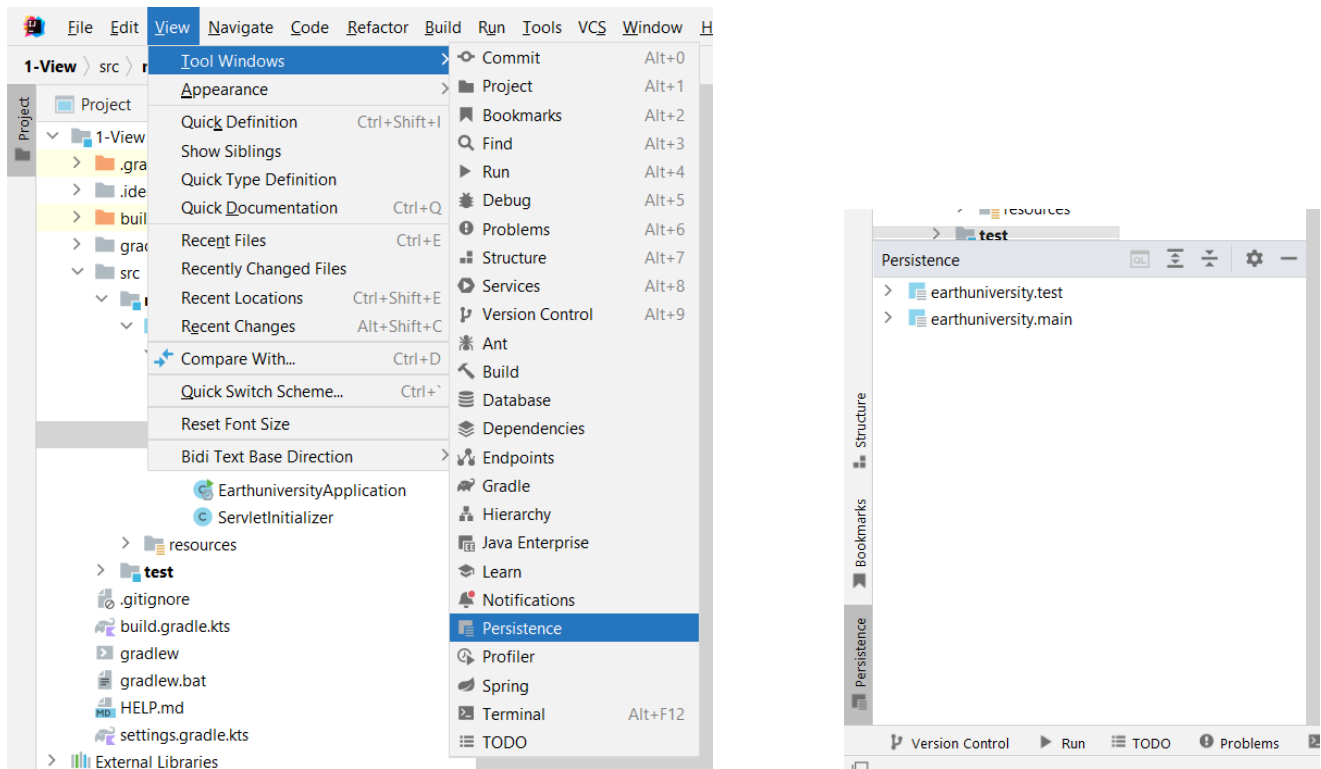 File Edit View Navigate Code Refactor Build Run Tools VCS Window H
1-View src
Project
Project
1-View
.gra
.ide
buil
grad
src
EarthuniversityApplication
ServletInitializer
resources
test
.gitignore
build.gradle.kts
gradlew
gradlew.bat
MD HELP.md
settings.gradle.kts
External Libraries
Tool Windows
Appearance
Quick Definition Ctrl+Shift+I
Show Siblings
Quick Type Definition
Quick Documentation Ctrl+Q
Recent Files Ctrl+E
Recently Changed Files
Recent Locations Ctrl+Shift+E
Recent Changes Alt+Shift+C
Compare With... Ctrl+D
Quick Switch Scheme... Ctrl+`
Reset Font Size
Bidi Text Base Direction
Commit Alt+0
Project Alt+1
Bookmarks Alt+2
Find Alt+3
Run Alt+4
Debug Alt+5
Problems Alt+6
Structure Alt+7
Services Alt+8
Version Control Alt+9
Ant
Build
Database
Dependencies
Endpoints
Gradle
Hierarchy
Java Enterprise
Learn
Notifications
Persistence
Profiler
Spring
Terminal Alt+F12
TODO
resources
test
Persistence QL
earthuniversity.test
earthuniversity.main
Structure
Bookmarks
Persistence
Version Control Run TODO Problems